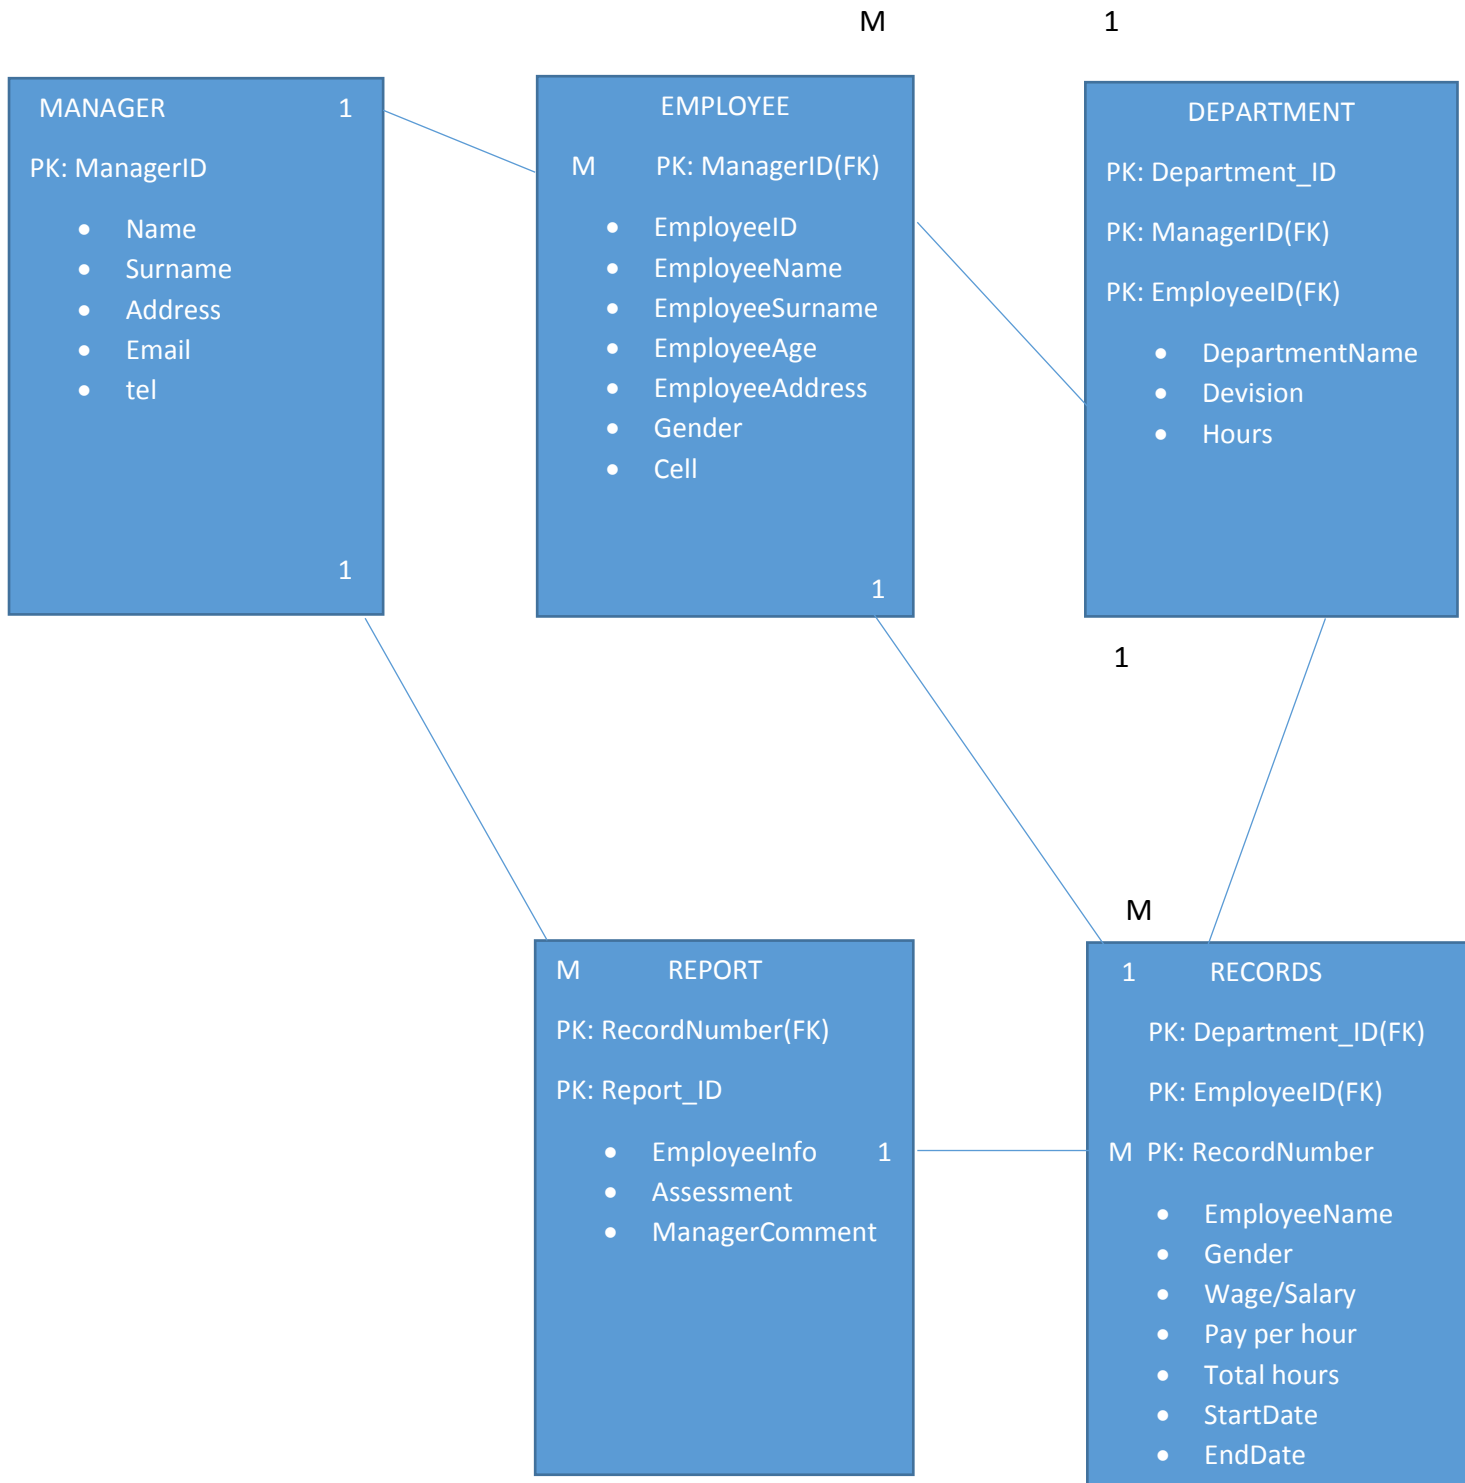 M 1
MANAGER 1
PK: ManagerID
• Name
• Surname
• Address
• Email
• tel
1
EMPLOYEE
M PK: ManagerID(FK)
• EmployeeID
• EmployeeName
• EmployeeSurname
• EmployeeAge
• EmployeeAddress
• Gender
• Cell
1
DEPARTMENT
PK: Department_ID
PK: ManagerID(FK)
PK: EmployeeID(FK)
• DepartmentName
• Devision
• Hours
1
M
M REPORT
PK: RecordNumber(FK)
PK: Report_ID
• EmployeeInfo 1
• Assessment
• ManagerComment
1 RECORDS
PK: Department_ID(FK)
PK: EmployeeID(FK)
M PK: RecordNumber
• EmployeeName
• Gender
• Wage/Salary
• Pay per hour
• Total hours
• StartDate
• EndDate